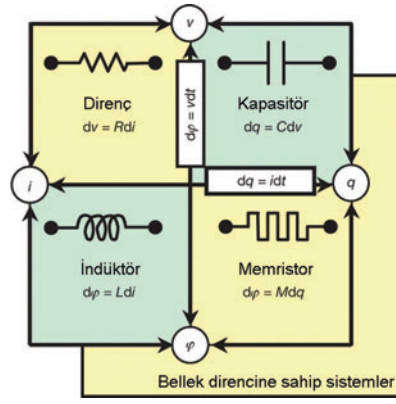 v
Direnç
dv = Rdi
dφ = vdt
Kapasitör
dq = Cdv
i
dq = idt
q
İndüktör
dφ = Ldi
Memristor
dφ = Mdq
φ
Bellek direncine sahip sistemler